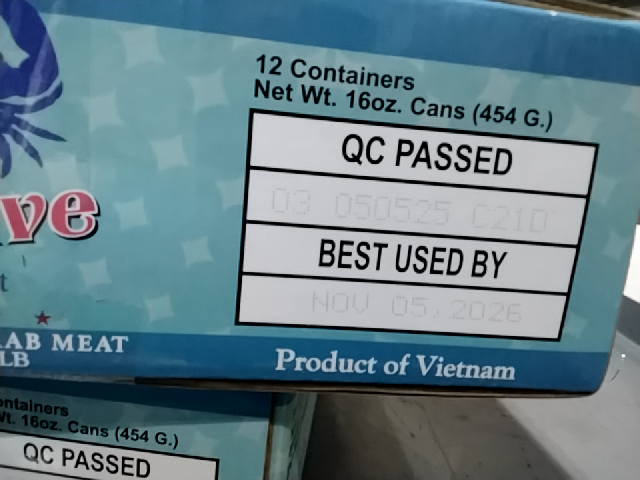 12 Containers
Net Wt. 16oz. Cans (454 G.)
QC PASSED
03 050525 C21D
BEST USED BY
NOV 05, 2026
ve
t
AB MEAT
LB
Product of Vietnam
ontainers
Wt. 16oz. Cans (454 G.)
QC PASSED